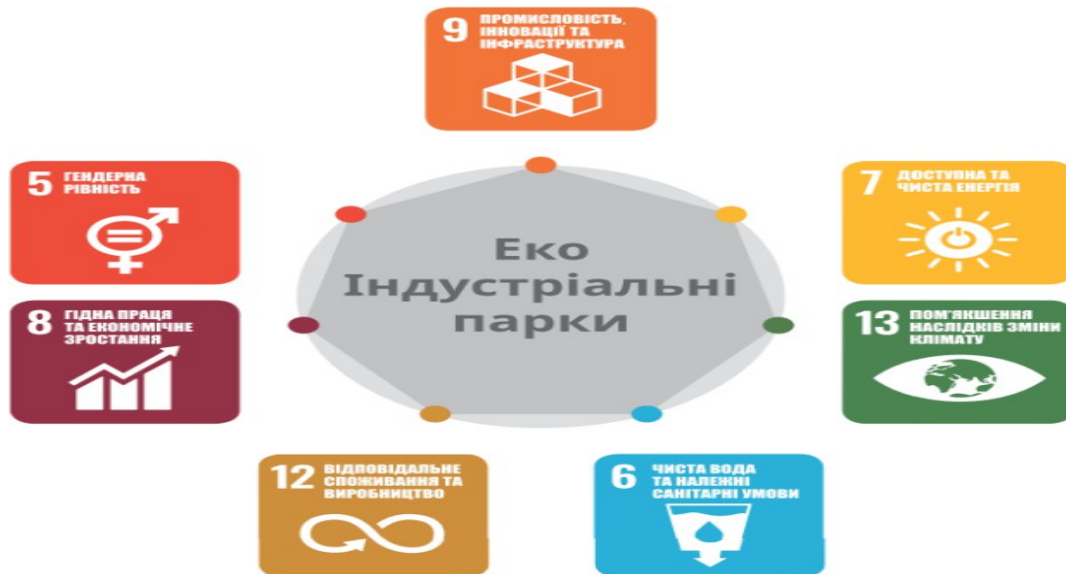 9 ПРОМИСЛОВІСТЬ,
ІННОВАЦІЇ ТА
ІНФРАСТРУКТУРА
5 ГЕНДЕРНА
РІВНІСТЬ
7 ДОСТУПНА ТА
ЧИСТА ЕНЕРГІЯ
Еко
Індустріальні
парки
8 ГІДНА ПРАЦЯ
ТА ЕКОНОМІЧНЕ
ЗРОСТАННЯ
13 ПОМ'ЯКШЕННЯ
НАСЛІДКІВ ЗМІНИ
КЛІМАТУ
12 ВІДПОВІДАЛЬНЕ
СПОЖИВАННЯ ТА
ВИРОБНИЦТВО
6 ЧИСТА ВОДА
ТА НАЛЕЖНІ
САНІТАРНІ УМОВИ